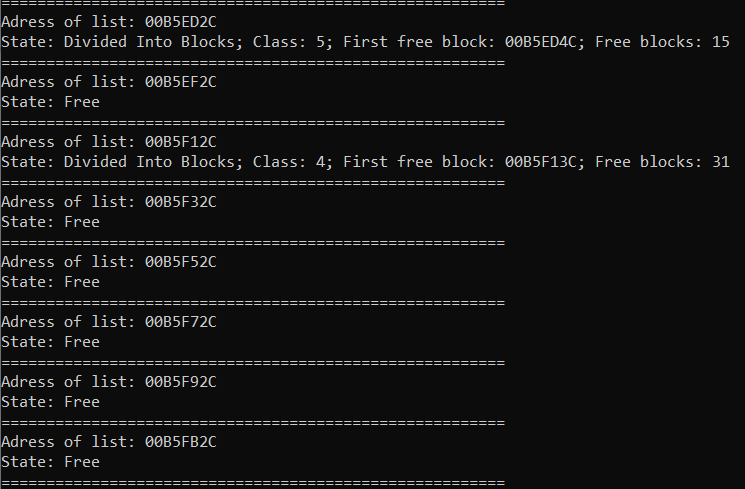 ========================================================
Adress of list: 00B5ED2C
State: Divided Into Blocks; Class: 5; First free block: 00B5ED4C; Free blocks: 15
========================================================
Adress of list: 00B5EF2C
State: Free
========================================================
Adress of list: 00B5F12C
State: Divided Into Blocks; Class: 4; First free block: 00B5F13C; Free blocks: 31
========================================================
Adress of list: 00B5F32C
State: Free
========================================================
Adress of list: 00B5F52C
State: Free
========================================================
Adress of list: 00B5F72C
State: Free
========================================================
Adress of list: 00B5F92C
State: Free
========================================================
Adress of list: 00B5FB2C
State: Free
========================================================